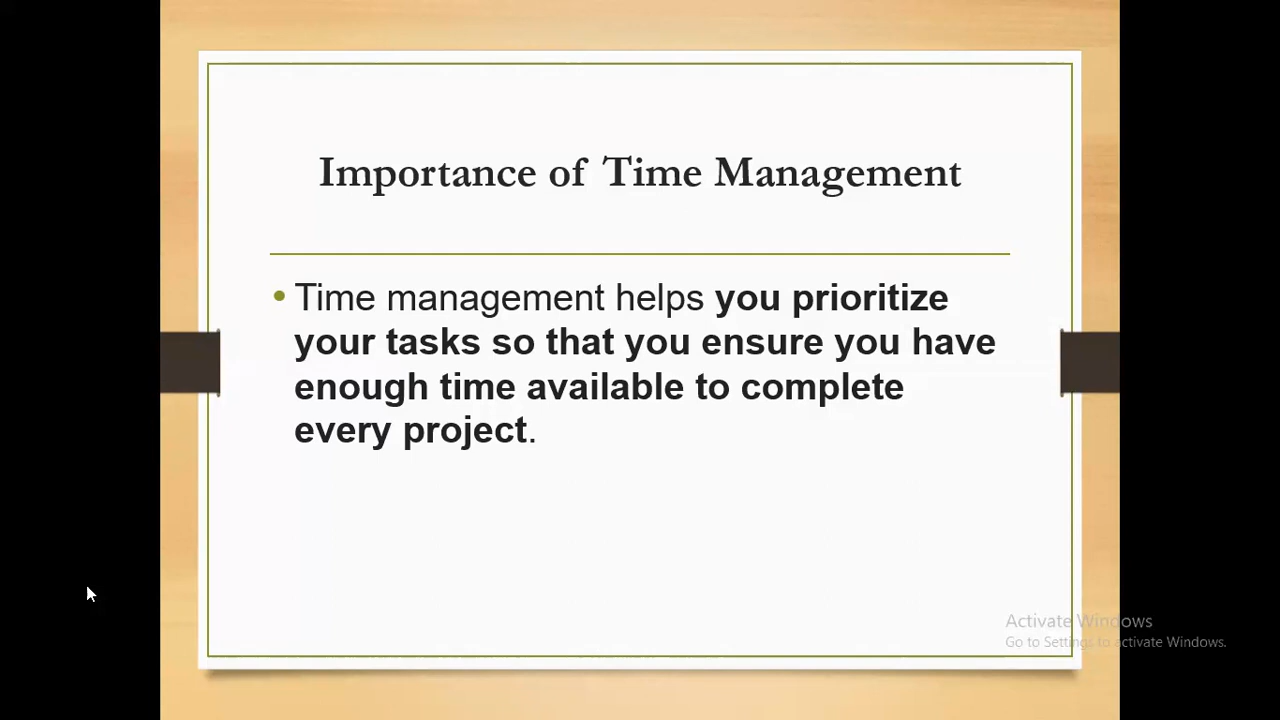 Importance of Time Management
• Time management helps you prioritize
your tasks so that you ensure you have
enough time available to complete
every project.
Activate Windows
Go to Settings to activate Windows.